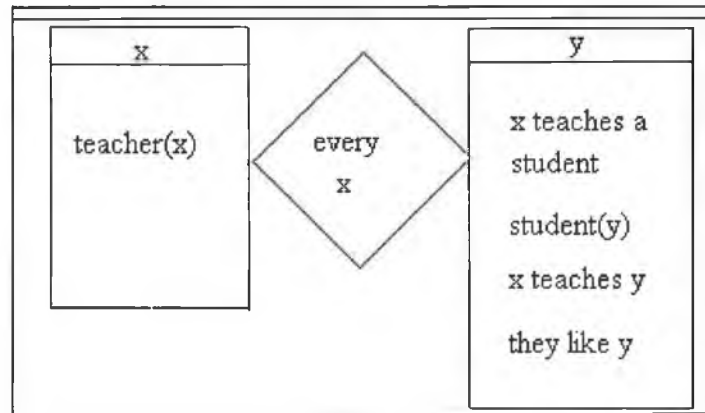 x
teacher(x)
every
x
y
x teaches a
student
student(y)
x teaches y
they like y